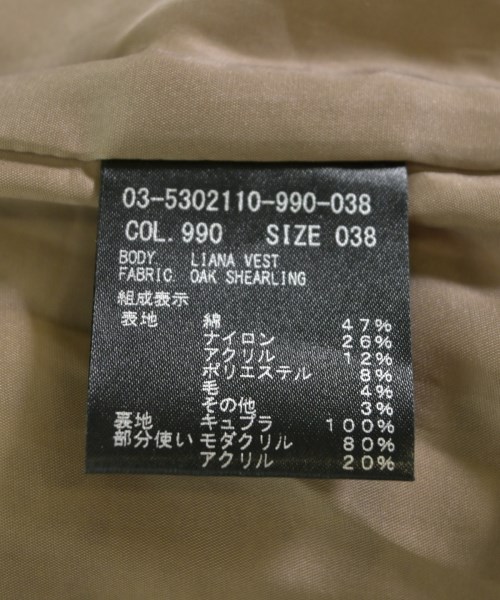 03-5302110-990-038
COL.990 SIZE 038
BODY. LIANA VEST
FABRIC OAK SHEARLING
組成表示
表地 綿 47%
ナイロン 26%
アクリル 12%
ポリエステル 8%
毛 4%
その他 3%
裏地 キュプラ 100%
部分使い モダクリル 80%
アクリル 20%